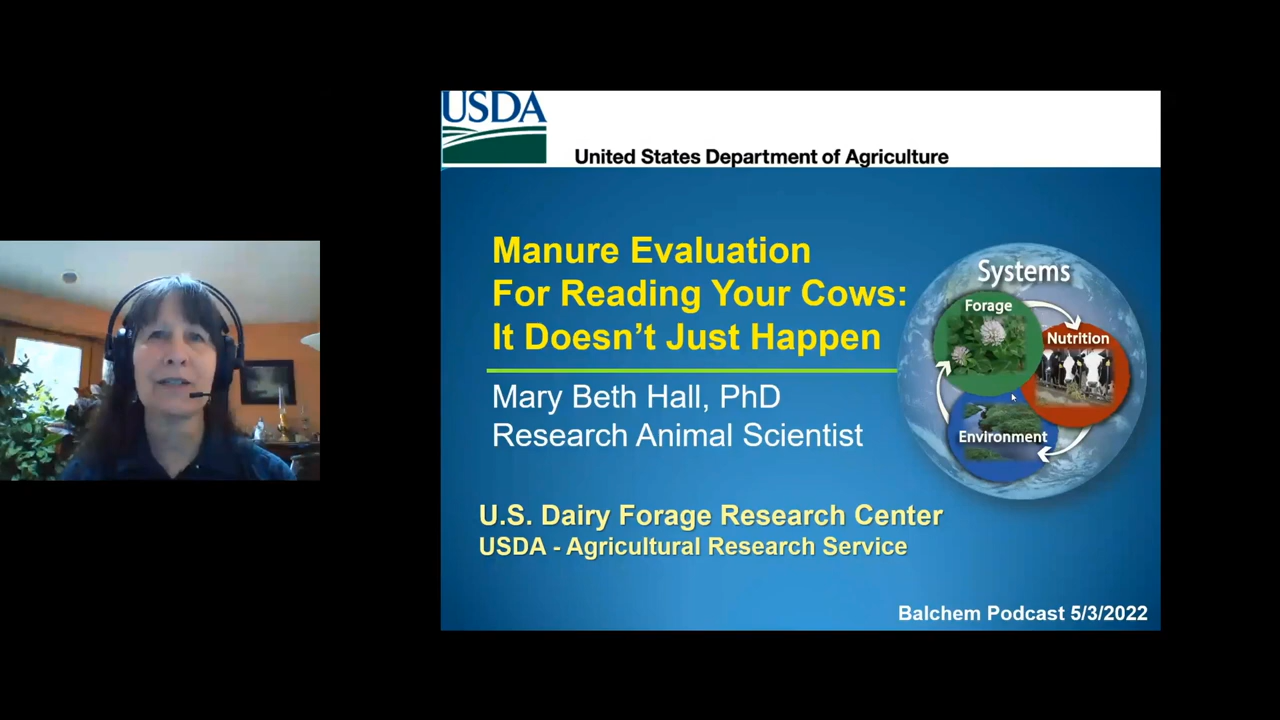 USDA
United States Department of Agriculture
Manure Evaluation
For Reading Your Cows:
It Doesn't Just Happen
Mary Beth Hall, PhD
Research Animal Scientist
U.S. Dairy Forage Research Center
USDA - Agricultural Research Service
Systems
Forage
Nutrition
Environment
Balchem Podcast 5/3/2022